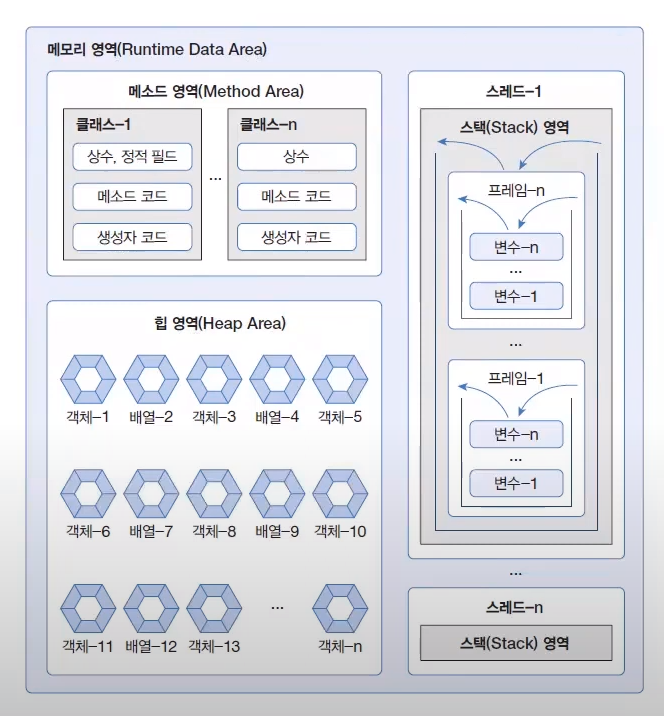 메모리 영역(Runtime Data Area)
메소드 영역(Method Area)
클래스–1
상수, 정적 필드
메소드 코드
생성자 코드
...
클래스–n
상수
메소드 코드
생성자 코드
힙 영역(Heap Area)
객체–1 배열–2 객체–3 배열–4 객체–5
객체–6 배열–7 객체–8 배열–9 객체–10
...
객체–11 배열–12 객체–13 객체–n
스레드–1
스택(Stack) 영역
프레임–n
변수–n
...
변수–1
...
프레임–1
변수–n
...
변수–1
...
스레드–n
스택(Stack) 영역